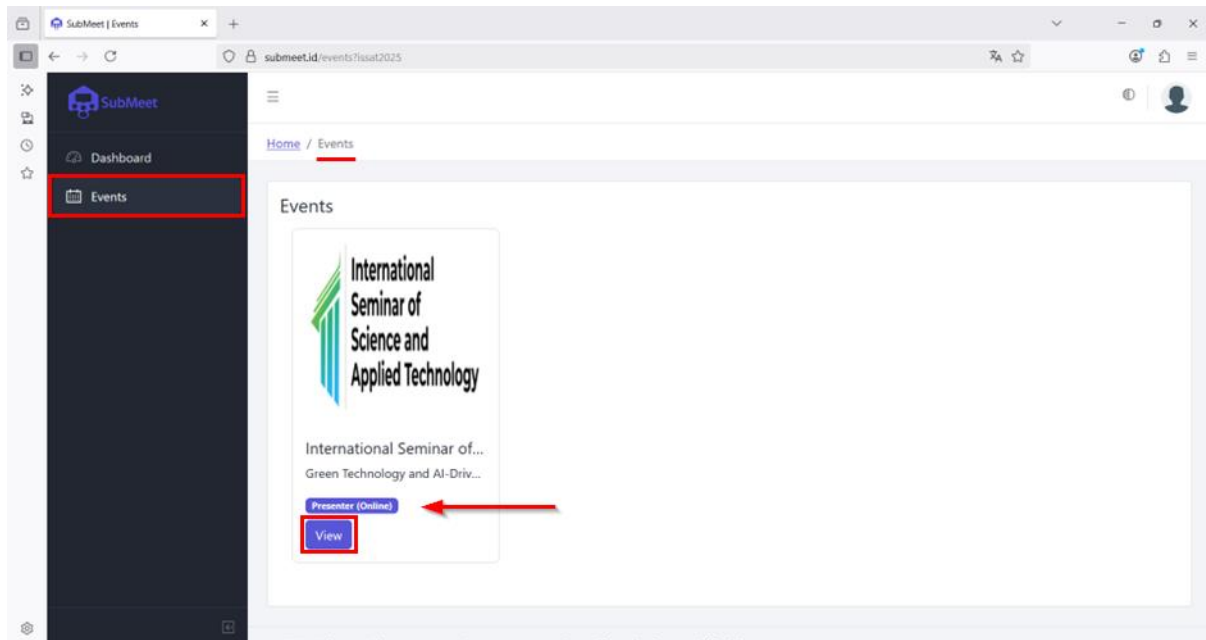 SubMeet | Events
submeet.id/events?issat2025
SubMeet
Dashboard
Events
Home / Events
Events
International
Seminar of
Science and
Applied Technology
International Seminar of...
Green Technology and AI-Driv...
Presenter (Online)
View